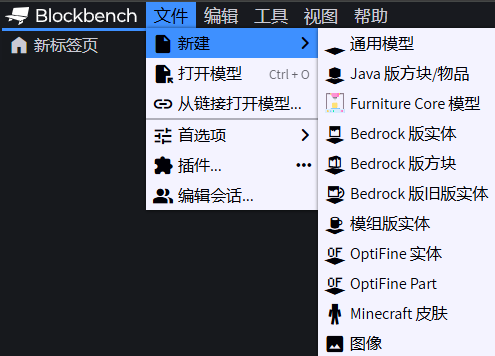 Blockbench 文件 编辑 工具 视图 帮助
新标签页
新建
打开模型 Ctrl + O
从链接打开模型...
首选项
插件...
编辑会话...
通用模型
Java 版方块/物品
Furniture Core 模型
Bedrock 版实体
Bedrock 版方块
Bedrock 版旧版实体
模组版实体
OptiFine 实体
OptiFine Part
Minecraft 皮肤
图像